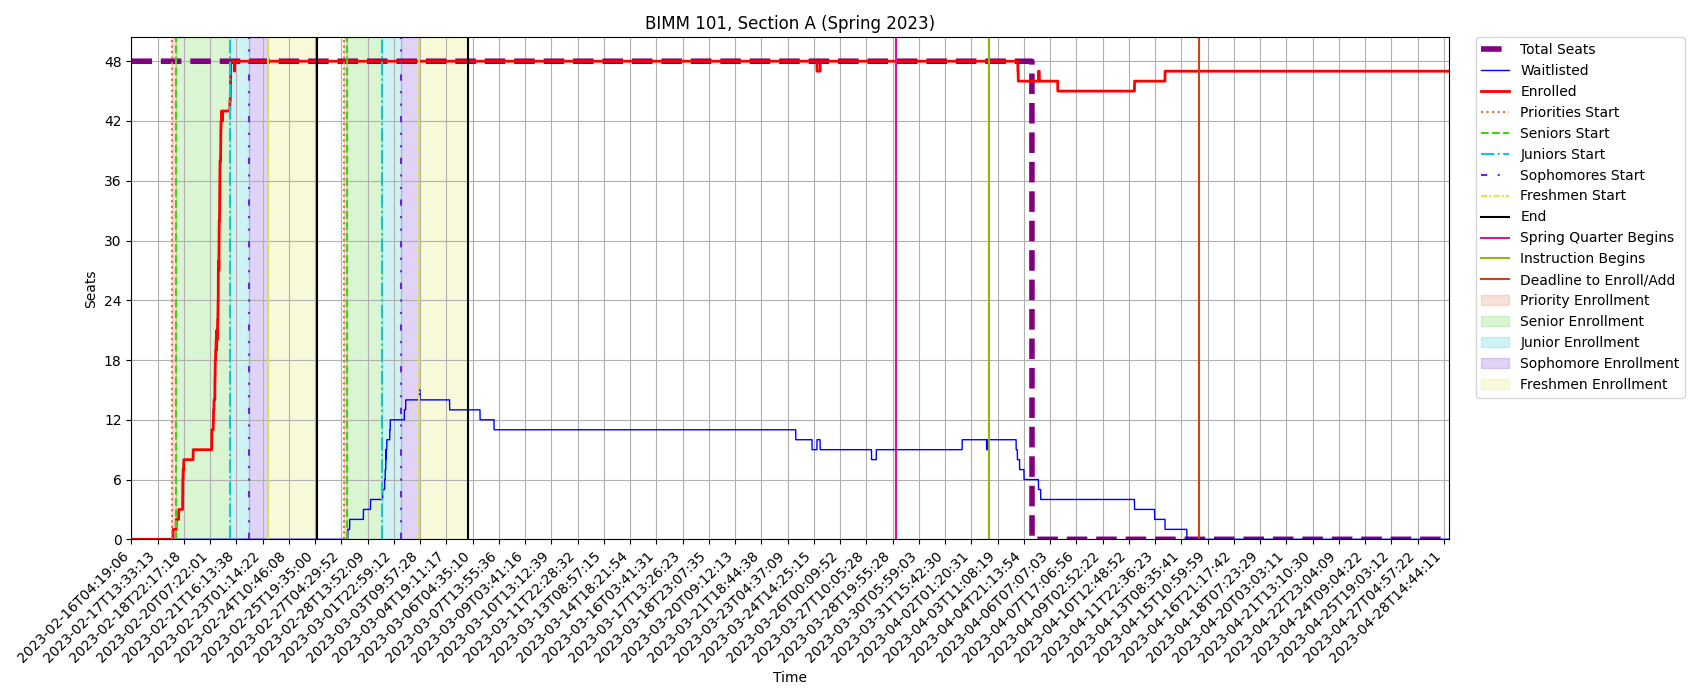 BIMM 101, Section A (Spring 2023)
Seats
48
42
36
30
24
18
12
6
0
2023-02-16T04:19:06
2023-02-17T13:33:13
2023-02-18T22:17:18
2023-02-20T07:22:01
2023-02-21T16:13:38
2023-02-23T01:14:22
2023-02-24T10:46:08
2023-02-25T19:35:00
2023-02-27T04:29:52
2023-02-28T13:52:09
2023-03-01T22:59:12
2023-03-03T09:57:28
2023-03-04T19:11:17
2023-03-06T04:35:10
2023-03-07T13:55:36
2023-03-09T03:41:16
2023-03-10T13:12:39
2023-03-11T22:28:32
2023-03-13T08:57:15
2023-03-14T18:21:54
2023-03-16T03:41:31
2023-03-17T13:26:23
2023-03-18T23:07:35
2023-03-20T09:12:13
2023-03-21T18:44:38
2023-03-23T04:37:09
2023-03-24T14:25:15
2023-03-26T00:09:52
2023-03-27T10:05:28
2023-03-28T19:55:28
2023-03-30T05:59:03
2023-03-31T15:42:30
2023-04-02T01:20:31
2023-04-03T11:08:19
2023-04-04T21:13:54
2023-04-06T07:07:03
2023-04-07T17:06:56
2023-04-09T02:52:22
2023-04-10T12:48:52
2023-04-11T22:36:23
2023-04-13T08:35:41
2023-04-15T10:59:59
2023-04-16T21:17:42
2023-04-18T07:23:29
2023-04-20T03:03:11
2023-04-21T13:10:30
2023-04-22T23:04:09
2023-04-24T09:04:22
2023-04-25T19:03:12
2023-04-27T04:57:22
2023-04-28T14:44:11
Time
Total Seats
Waitlisted
Enrolled
Priorities Start
Seniors Start
Juniors Start
Sophomores Start
Freshmen Start
End
Spring Quarter Begins
Instruction Begins
Deadline to Enroll/Add
Priority Enrollment
Senior Enrollment
Junior Enrollment
Sophomore Enrollment
Freshmen Enrollment